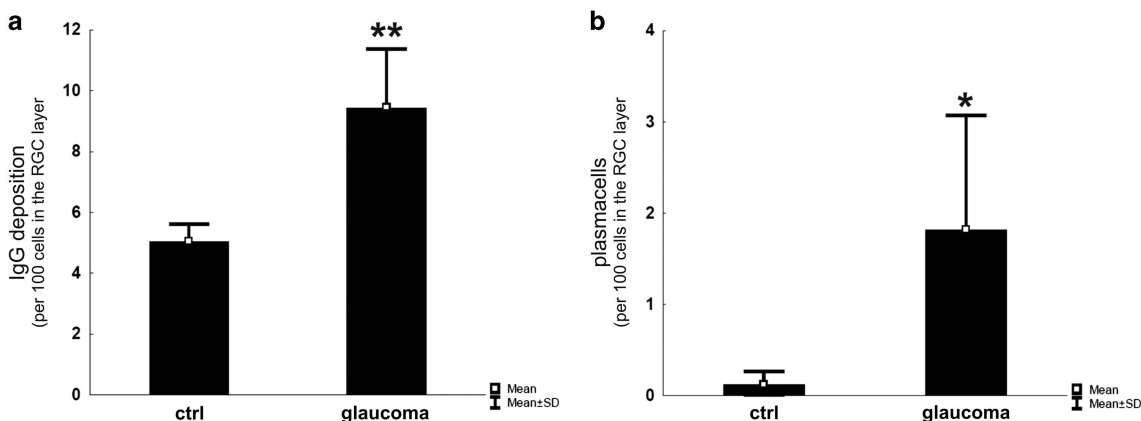 a
IgG deposition
(per 100 cells in the RGC layer
12
10
8
6
4
2
0
**
ctrl
glaucoma
Mean
Mean±SD
b
plasmacells
(per 100 cells in the RGC layer
4
3
2
1
0
*
ctrl
glaucoma
Mean
Mean±SD